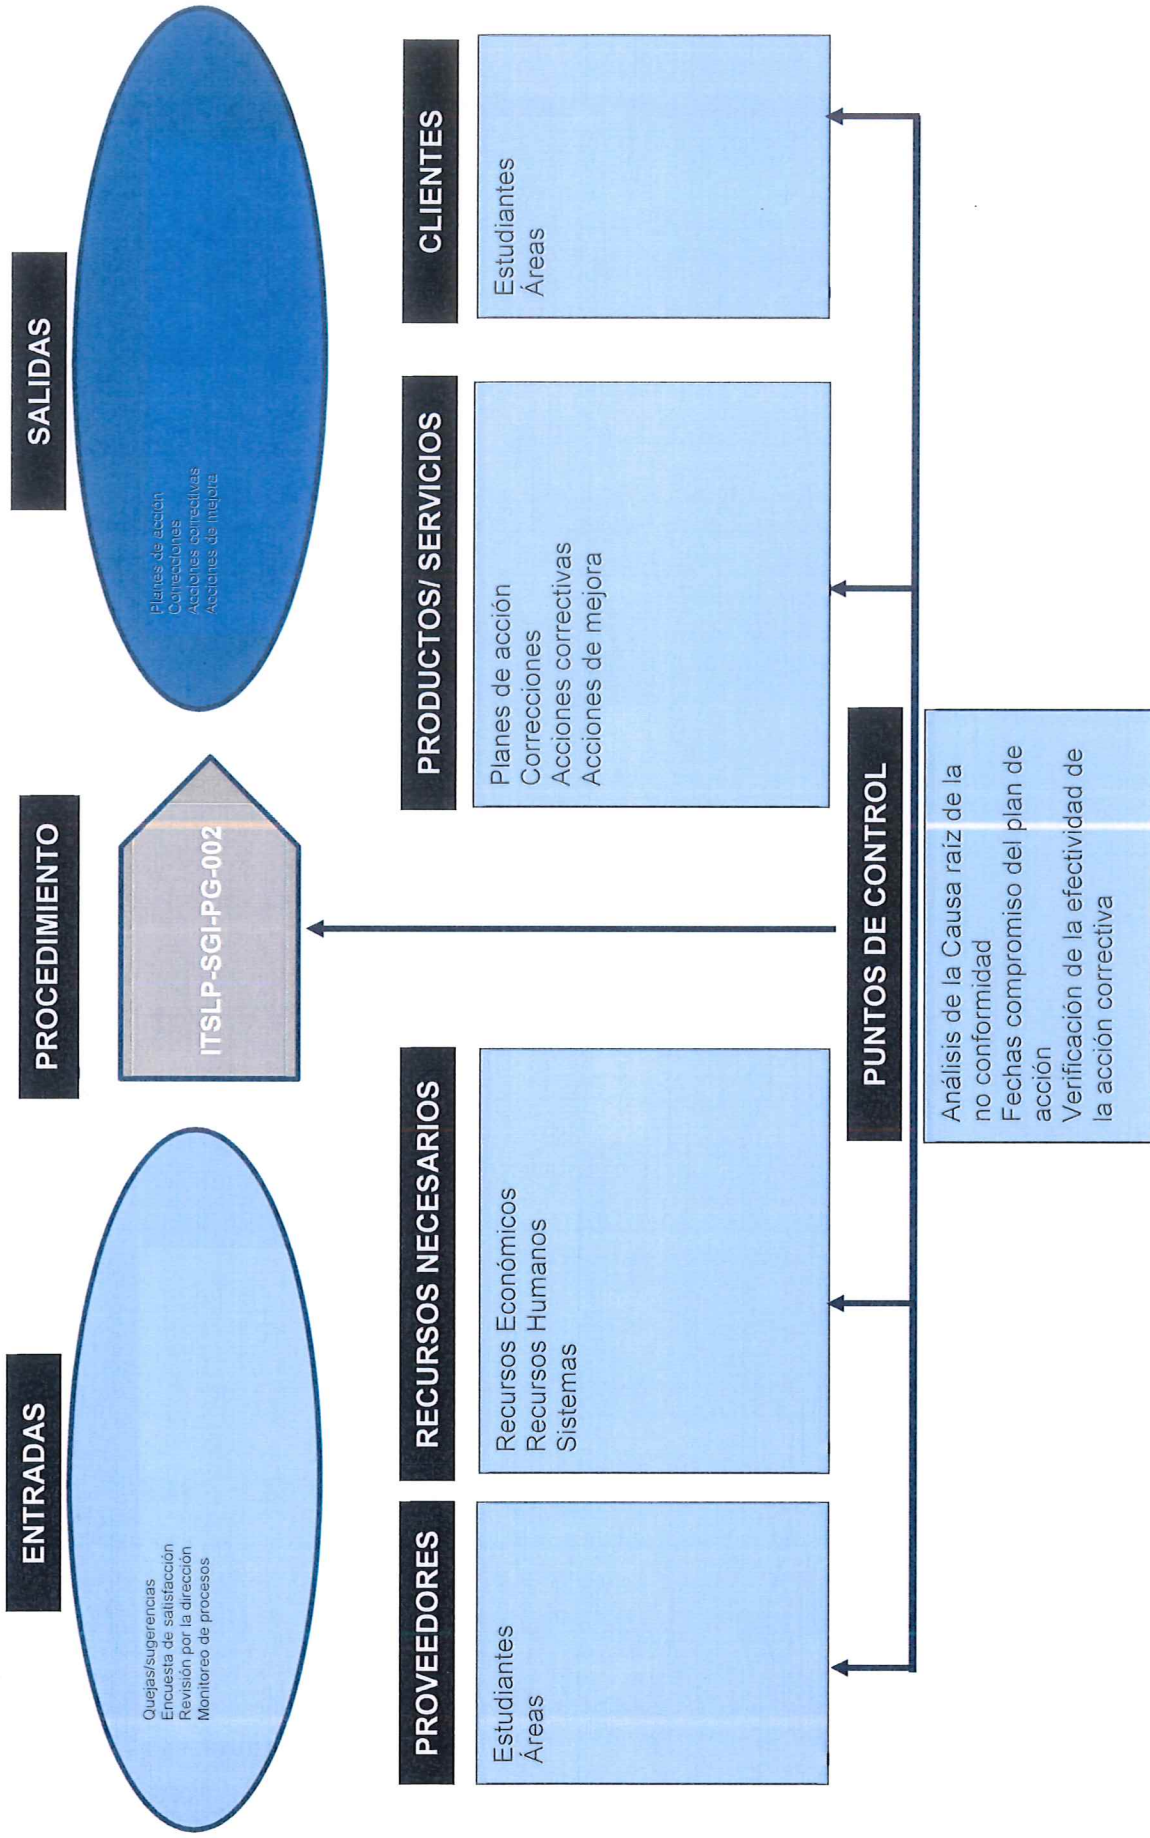 ENTRADAS
Quejas/sugerencias
Encuesta de satisfacción
Revisión por la dirección
Monitoreo de procesos
PROCEDIMIENTO
ITSLP-SGI-PG-002
SALIDAS
Planes de acción
Correcciones
Acciones correctivas
Acciones de mejora
PROVEEDORES
Estudiantes
Áreas
RECURSOS NECESARIOS
Recursos Económicos
Recursos Humanos
Sistemas
PRODUCTOS/ SERVICIOS
Planes de acción
Correcciones
Acciones correctivas
Acciones de mejora
CLIENTES
Estudiantes
Áreas
PUNTOS DE CONTROL
Análisis de la Causa raíz de la
no conformidad
Fechas compromiso del plan de
acción
Verificación de la efectividad de
la acción correctiva